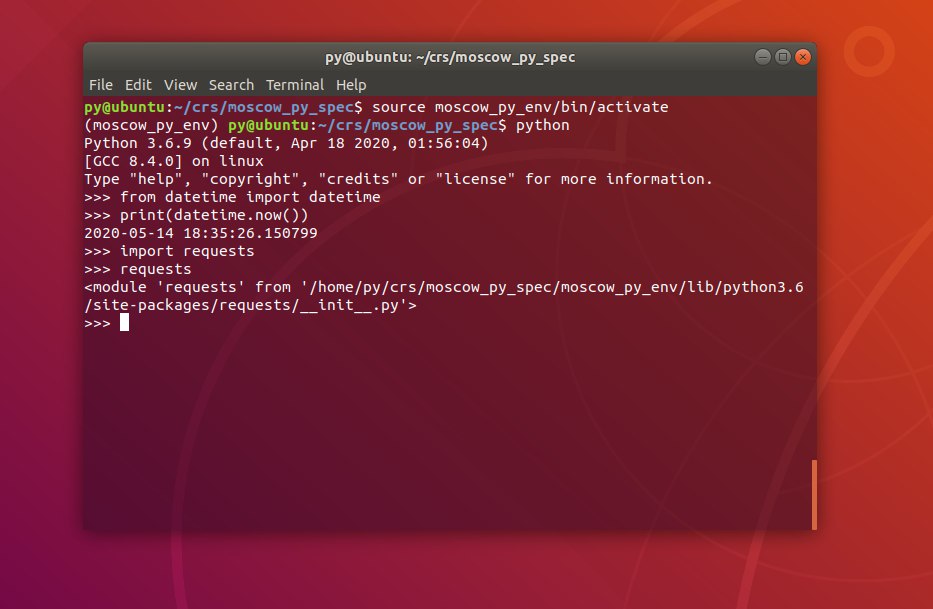 py@ubuntu: ~/crs/moscow_py_spec
File Edit View Search Terminal Help
py@ubuntu:~/crs/moscow_py_spec$ source moscow_py_env/bin/activate
(moscow_py_env) py@ubuntu:~/crs/moscow_py_spec$ python
Python 3.6.9 (default, Apr 18 2020, 01:56:04)
[GCC 8.4.0] on linux
Type "help", "copyright", "credits" or "license" for more information.
>>> from datetime import datetime
>>> print(datetime.now())
2020-05-14 18:35:26.150799
>>> import requests
>>> requests
<module 'requests' from '/home/py/crs/moscow_py_spec/moscow_py_env/lib/python3.6
/site-packages/requests/__init__.py'>
>>>